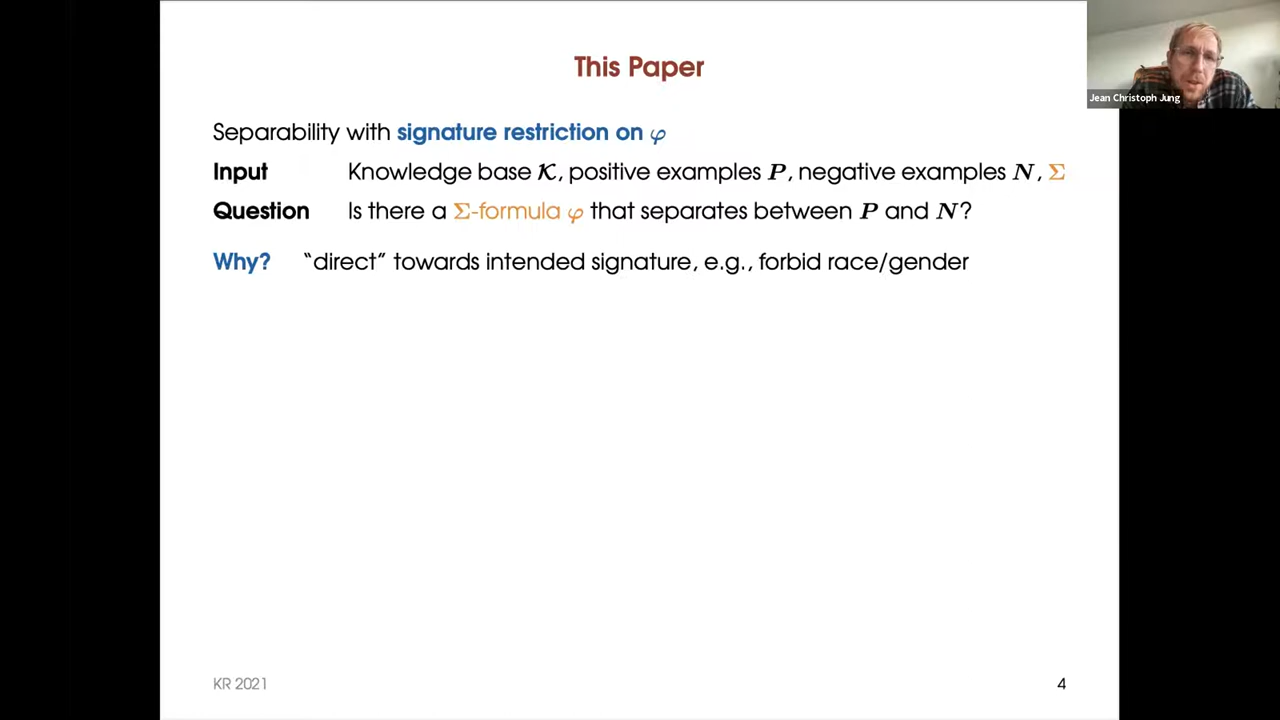 This Paper
Jean Christoph Jung
Separability with signature restriction on φ
Input Knowledge base 𝒦, positive examples P, negative examples N, Σ
Question Is there a Σ-formula φ that separates between P and N?
Why? “direct” towards intended signature, e.g., forbid race/gender
KR 2021
4